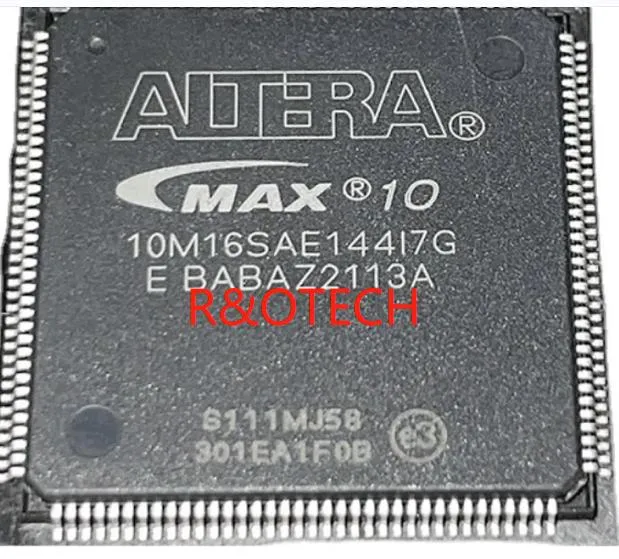 ALTERA®
MAX® 10
10M16SAE144I7G
E BABAZ2113A
R&OTECH
6111MJ58
301EA1F0B
e3